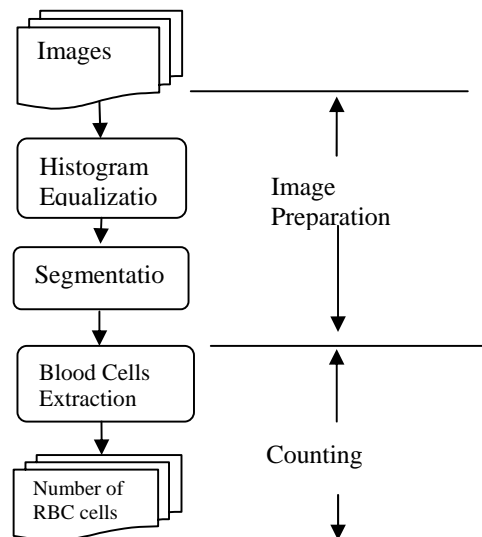 Images
Histogram
Equalizatio
Image
Preparation
Segmentatio
Blood Cells
Extraction
Counting
Number of
RBC cells